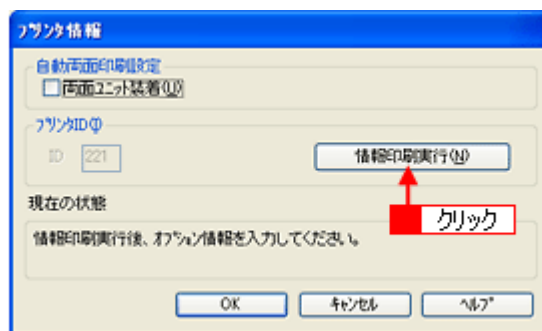 プリンタ情報
自動両面印刷設定
両面ユニット装着(U)
プリンタID(I)
ID 221
情報印刷実行(N)
クリック
現在の状態
情報印刷実行後、オプション情報を入力してください。
OK キャンセル ヘルプ